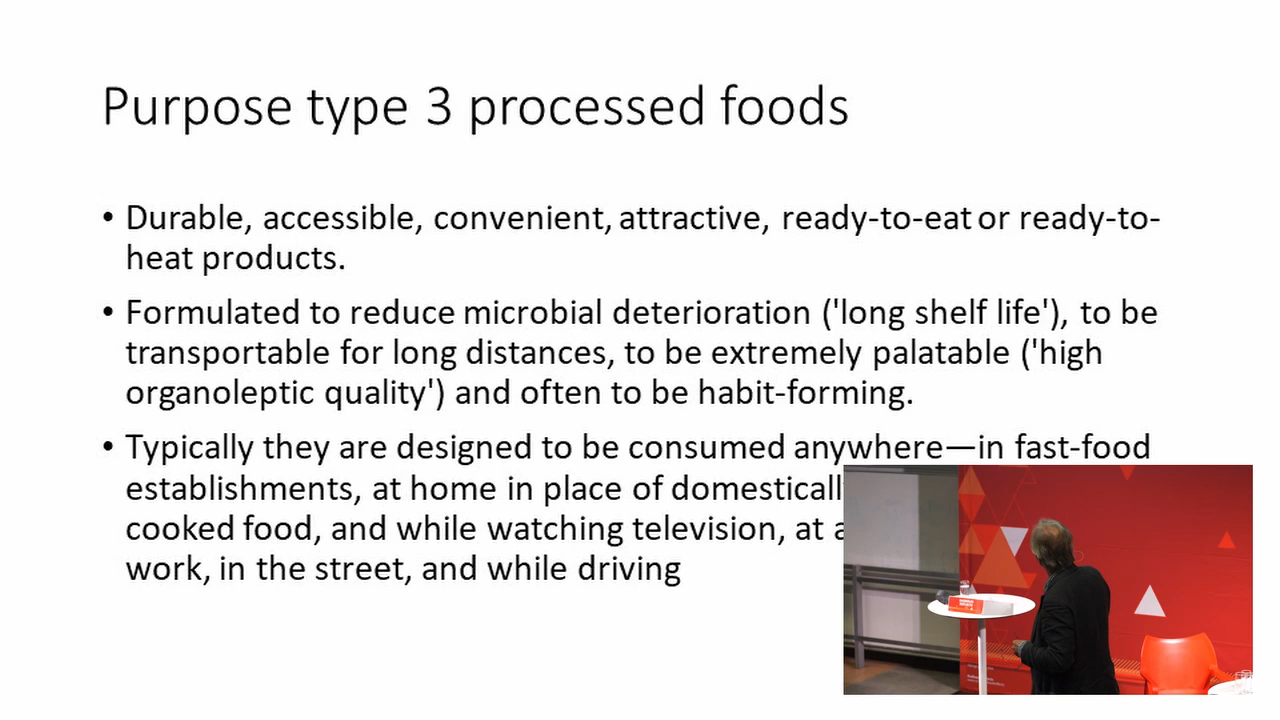 Purpose type 3 processed foods
• Durable, accessible, convenient, attractive, ready-to-eat or ready-to-
heat products.
• Formulated to reduce microbial deterioration ('long shelf life'), to be
transportable for long distances, to be extremely palatable ('high
organoleptic quality') and often to be habit-forming.
• Typically they are designed to be consumed anywhere—in fast-food
establishments, at home in place of
cooked food, and while watching television, at
work, in the street, and while driving